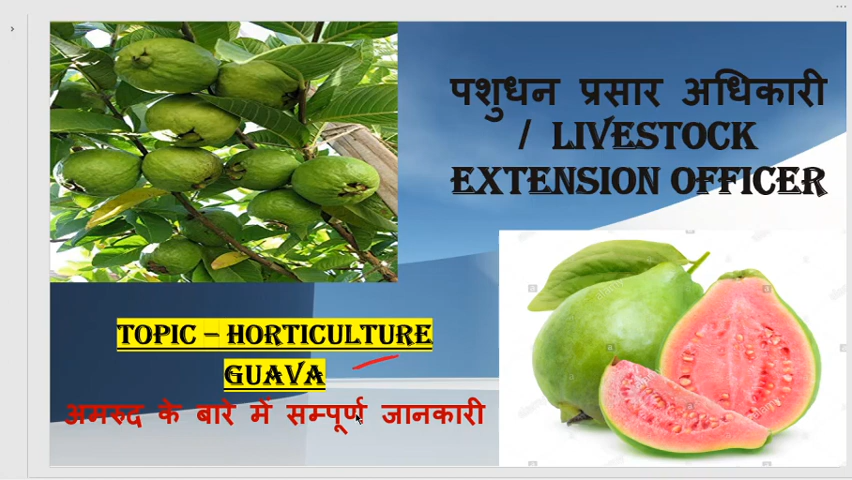 पशुधन प्रसार अधिकारी
/ LIVESTOCK
EXTENSION OFFICER
TOPIC – HORTICULTURE
GUAVA
अमरुद के बारे में सम्पूर्ण जानकारी